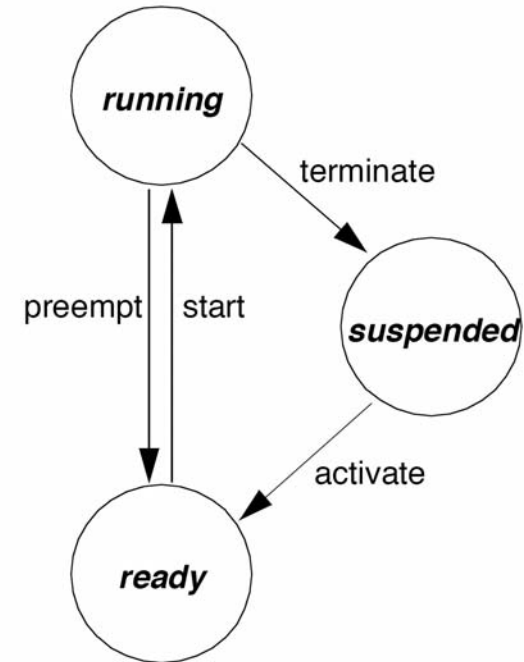 running
terminate
preempt
start
suspended
activate
ready